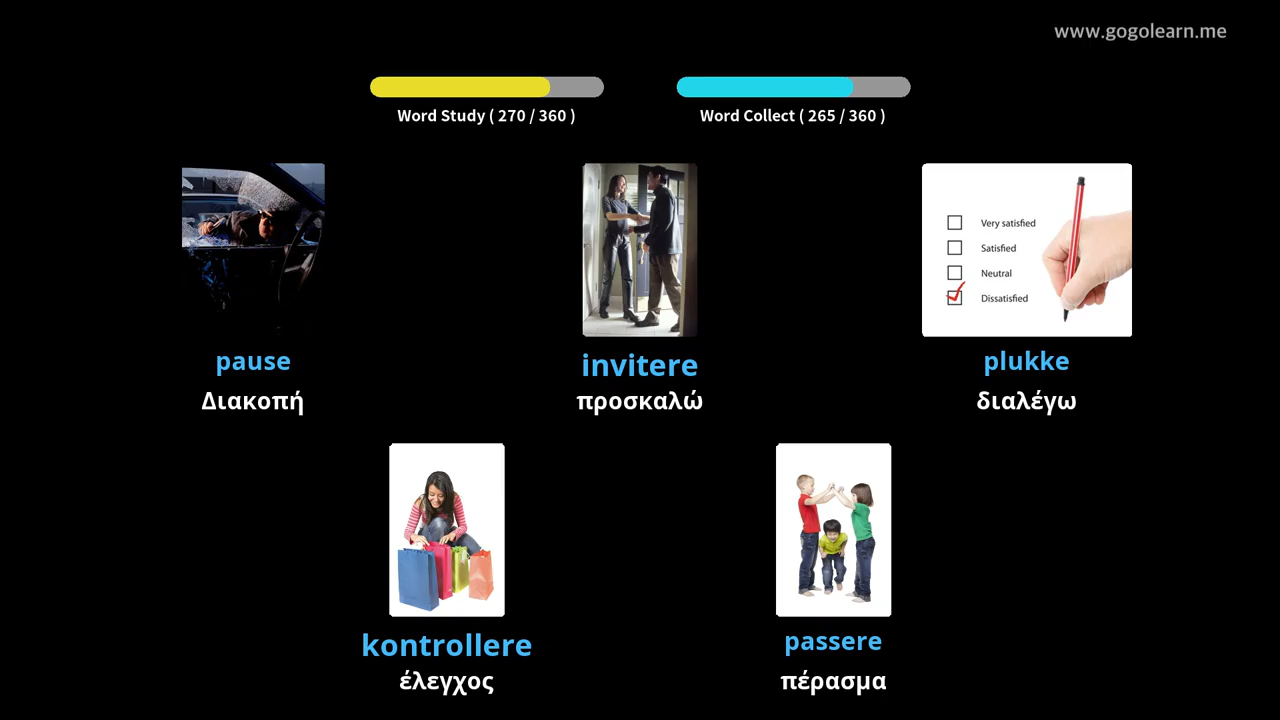 www.gogolearn.me
Word Study ( 270 / 360 )
Word Collect ( 265 / 360 )
Very satisfied
Satisfied
Neutral
Dissatisfied
pause
invitere
plukke
Διακοπή
προσκαλώ
διαλέγω
kontrollere
passere
έλεγχος
πέρασμα